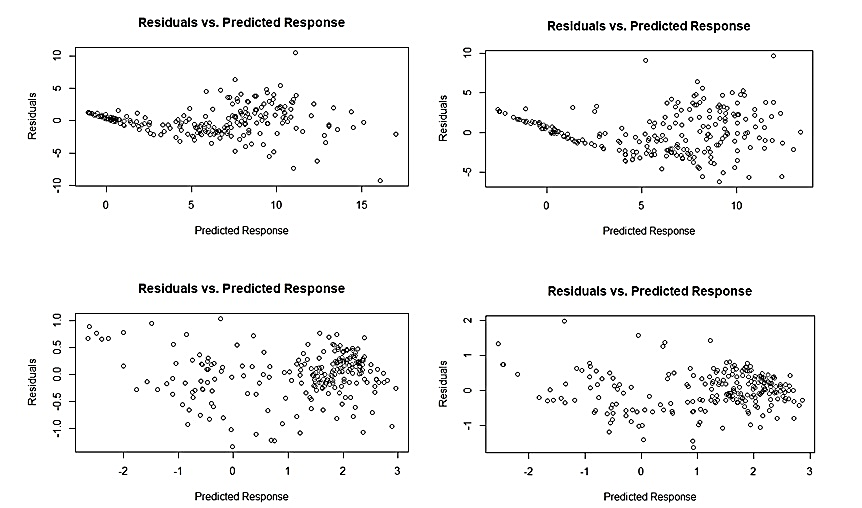 Residuals vs. Predicted Response
Residuals
10
5
0
-5
-10
0 5 10 15
Predicted Response
Residuals vs. Predicted Response
Residuals
10
5
0
-5
0 5 10
Predicted Response
Residuals vs. Predicted Response
Residuals
1.0
0.5
0.0
-0.5
-1.0
-2 -1 0 1 2 3
Predicted Response
Residuals vs. Predicted Response
Residuals
2
1
0
-1
-2 -1 0 1 2 3
Predicted Response